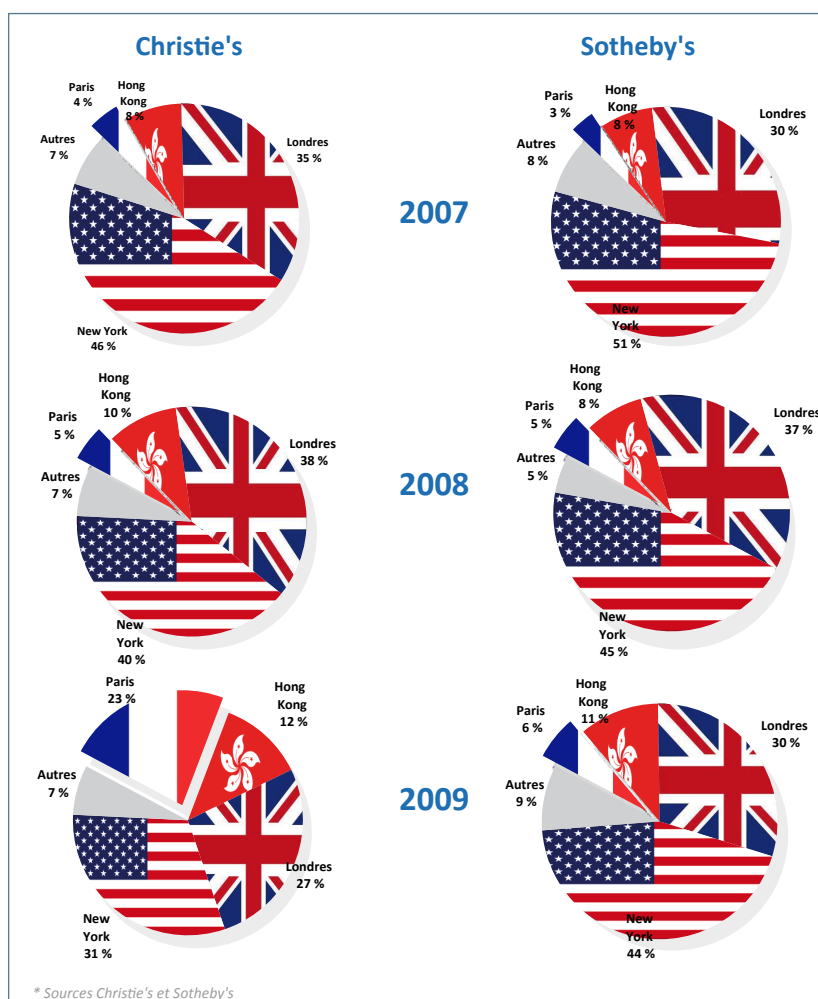 Christie's
Sotheby's
Paris
4 %
Hong
Kong
8 %
Autres
7 %
Londres
35 %
New York
46 %
2007
Paris
3 %
Hong
Kong
8 %
Autres
8 %
Londres
30 %
New
York
51 %
Hong
Kong
10 %
Paris
5 %
Autres
7 %
Londres
38 %
New
York
40 %
2008
Hong
Kong
8 %
Paris
5 %
Autres
5 %
Londres
37 %
New
York
45 %
Paris
23 %
Hong
Kong
12 %
Autres
7 %
Londres
27 %
New
York
31 %
2009
Hong
Kong
11 %
Paris
6 %
Autres
9 %
Londres
30 %
New
York
44 %
* Sources Christie's et Sotheby's